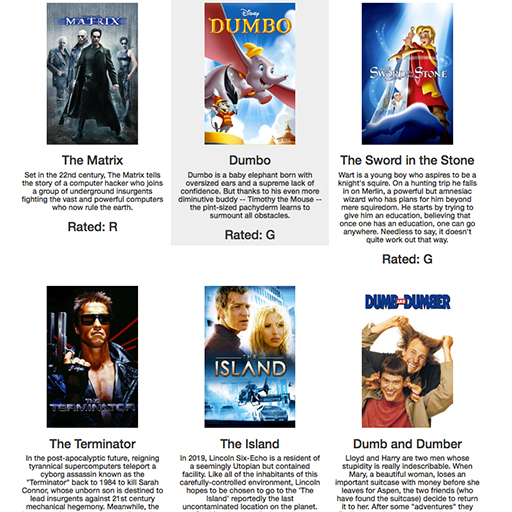 THE
MATRIX
Disney
DUMBO
THE
SWORD IN THE STONE
The Matrix
Set in the 22nd century, The Matrix tells
the story of a computer hacker who joins
a group of underground insurgents
fighting the vast and powerful computers
who now rule the earth.
Rated: R
Dumbo
Dumbo is a baby elephant born with
oversized ears and a supreme lack of
confidence. But thanks to his even more
diminutive buddy -- Timothy the Mouse --
the pint-sized pachyderm learns to
surmount all obstacles.
Rated: G
The Sword in the Stone
Wart is a young boy who aspires to be a
knight's squire. On a hunting trip he falls
in on Merlin, a powerful but amnesiac
wizard who has plans for him beyond
mere squiredom. He starts by trying to
give him an education, believing that
once one has an education, one can go
anywhere. Needless to say, it doesn't
quite work out that way.
Rated: G
THE
TERMINATOR
THE
ISLAND
DUMB AND DUMBER
The Terminator
In the post-apocalyptic future, reigning
tyrannical supercomputers teleport a
cyborg assassin known as the
"Terminator" back to 1984 to kill Sarah
Connor, whose unborn son is destined to
lead insurgents against 21st century
mechanical hegemony. Meanwhile, the
The Island
In 2019, Lincoln Six-Echo is a resident of
a seemingly Utopian but contained
facility. Like all of the inhabitants of this
carefully-controlled environment, Lincoln
hopes to be chosen to go to the 'The
Island' reportedly the last
uncontaminated location on the planet.
Dumb and Dumber
Lloyd and Harry are two men whose
stupidity is really indescribable. When
Mary, a beautiful woman, loses an
important suitcase with money before she
leaves for Aspen, the two friends (who
have found the suitcase) decide to return
it to her. After some "adventures" they